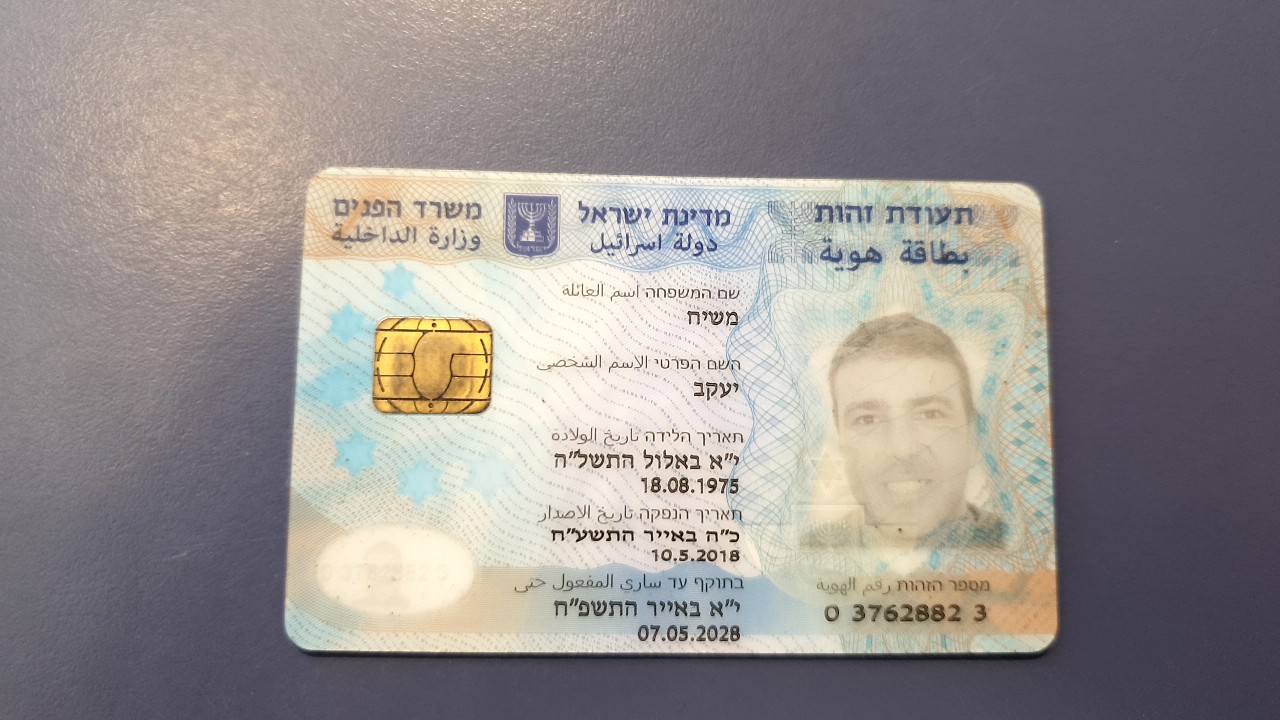 תעודת זהות
بطاقة هوية
מדינת ישראל
دولة اسرائيل
משרד הפנים
وزارة الداخلية
שם המשפחה اسم العائلة
משיח
השם הפרטי الاسم الشخصي
יעקב
תאריך הלידה تاريخ الولادة
י"א באלול התשל"ה
18.08.1975
תאריך הנפקה تاريخ الاصدار
כ"ה באייר התשע"ח
10.5.2018
בתוקף עד ساري المفعول حتى
י"א באייר התשפ"ח
07.05.2028
מספר הזהות رقم الهوية
0 3762882 3